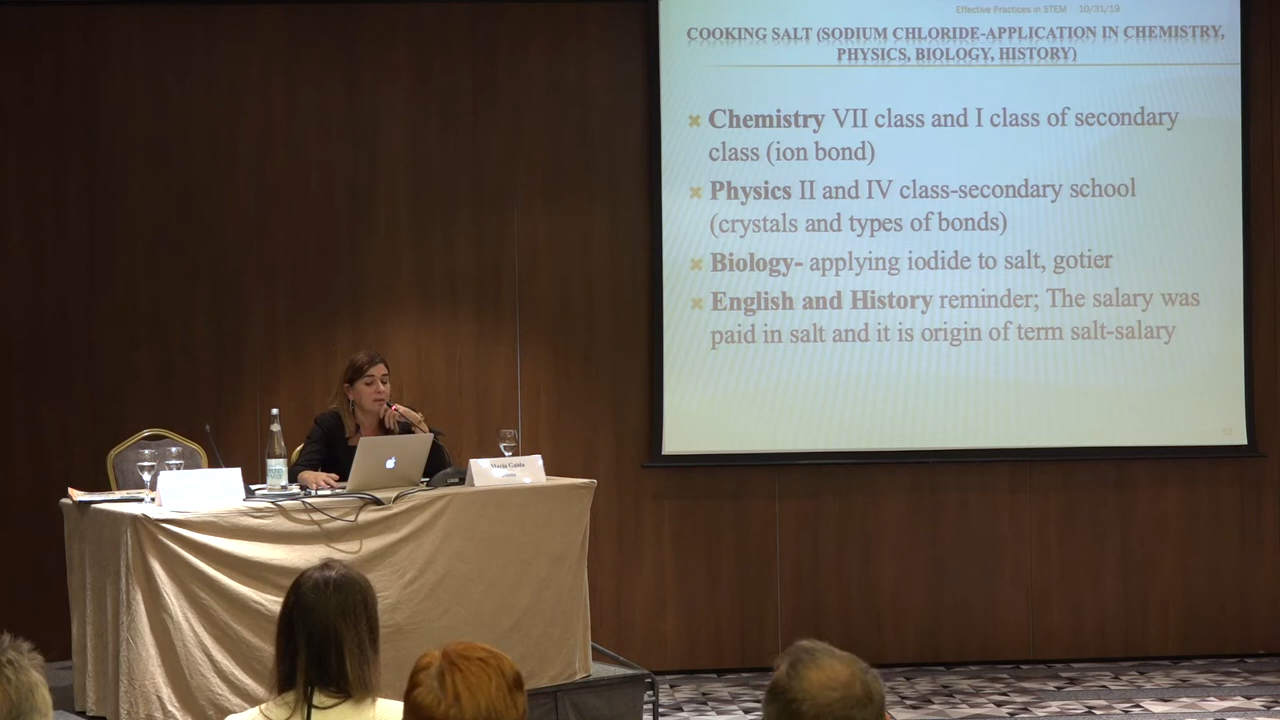 Effective Practices in STEM 10/31/19
COOKING SALT (SODIUM CHLORIDE-APPLICATION IN CHEMISTRY,
PHYSICS, BIOLOGY, HISTORY)
Chemistry VII class and I class of secondary
class (ion bond)
Physics II and IV class-secondary school
(crystals and types of bonds)
Biology- applying iodide to salt, gotier
English and History reminder; The salary was
paid in salt and it is origin of term salt-salary
Maria Guida